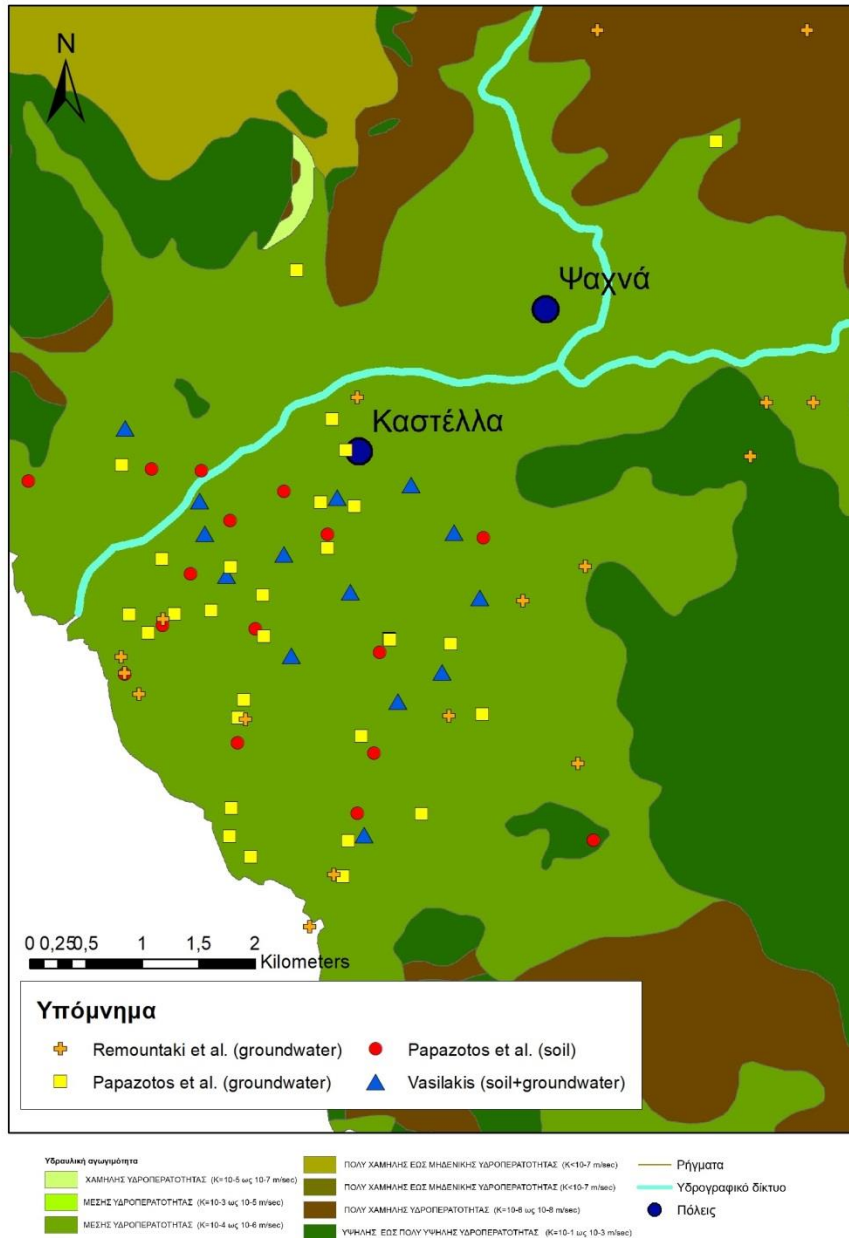 N
Ψαχνά
Καστέλλα
0 0,250,5 1 1,5 2
Kilometers
Υπόμνημα
Remountaki et al. (groundwater)
Papazotos et al. (soil)
Papazotos et al. (groundwater)
Vasilakis (soil+groundwater)
Υδραυλική αγωγιμότητα
ΧΑΜΗΛΗΣ ΥΔΡΟΠΕΡΑΤΟΤΗΤΑΣ (K=10-5 ως 10-7 m/sec)
ΜΕΣΗΣ ΥΔΡΟΠΕΡΑΤΟΤΗΤΑΣ (K=10-3 ως 10-5 m/sec)
ΜΕΣΗΣ ΥΔΡΟΠΕΡΑΤΟΤΗΤΑΣ (K=10-4 ως 10-6 m/sec)
ΠΟΛΥ ΧΑΜΗΛΗΣ ΕΩΣ ΜΗΔΕΝΙΚΗΣ ΥΔΡΟΠΕΡΑΤΟΤΗΤΑΣ (K<10-7 m/sec)
ΠΟΛΥ ΧΑΜΗΛΗΣ ΕΩΣ ΜΗΔΕΝΙΚΗΣ ΥΔΡΟΠΕΡΑΤΟΤΗΤΑΣ (K<10-7 m/sec)
ΠΟΛΥ ΧΑΜΗΛΗΣ ΥΔΡΟΠΕΡΑΤΟΤΗΤΑΣ (K=10-6 ως 10-8 m/sec)
ΥΨΗΛΗΣ ΕΩΣ ΠΟΛΥ ΥΨΗΛΗΣ ΥΔΡΟΠΕΡΑΤΟΤΗΤΑΣ (K=10-1 ως 10-3 m/sec)
Ρήγματα
Υδρογραφικό δίκτυο
Πόλεις